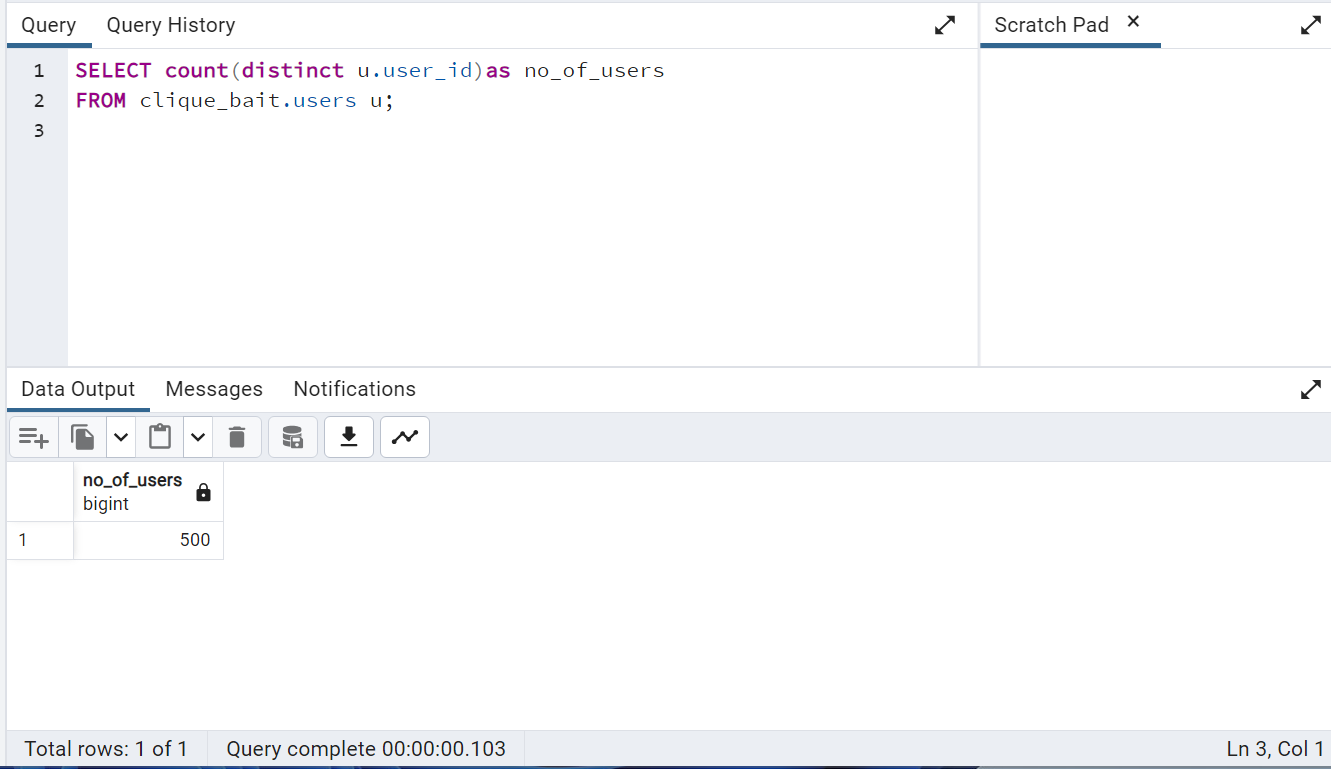 Query Query History
Scratch Pad ×
1 SELECT count(distinct u.user_id)as no_of_users
2 FROM clique_bait.users u;
3
Data Output Messages Notifications
no_of_users
bigint
1 500
Total rows: 1 of 1 Query complete 00:00:00.103 Ln 3, Col 1